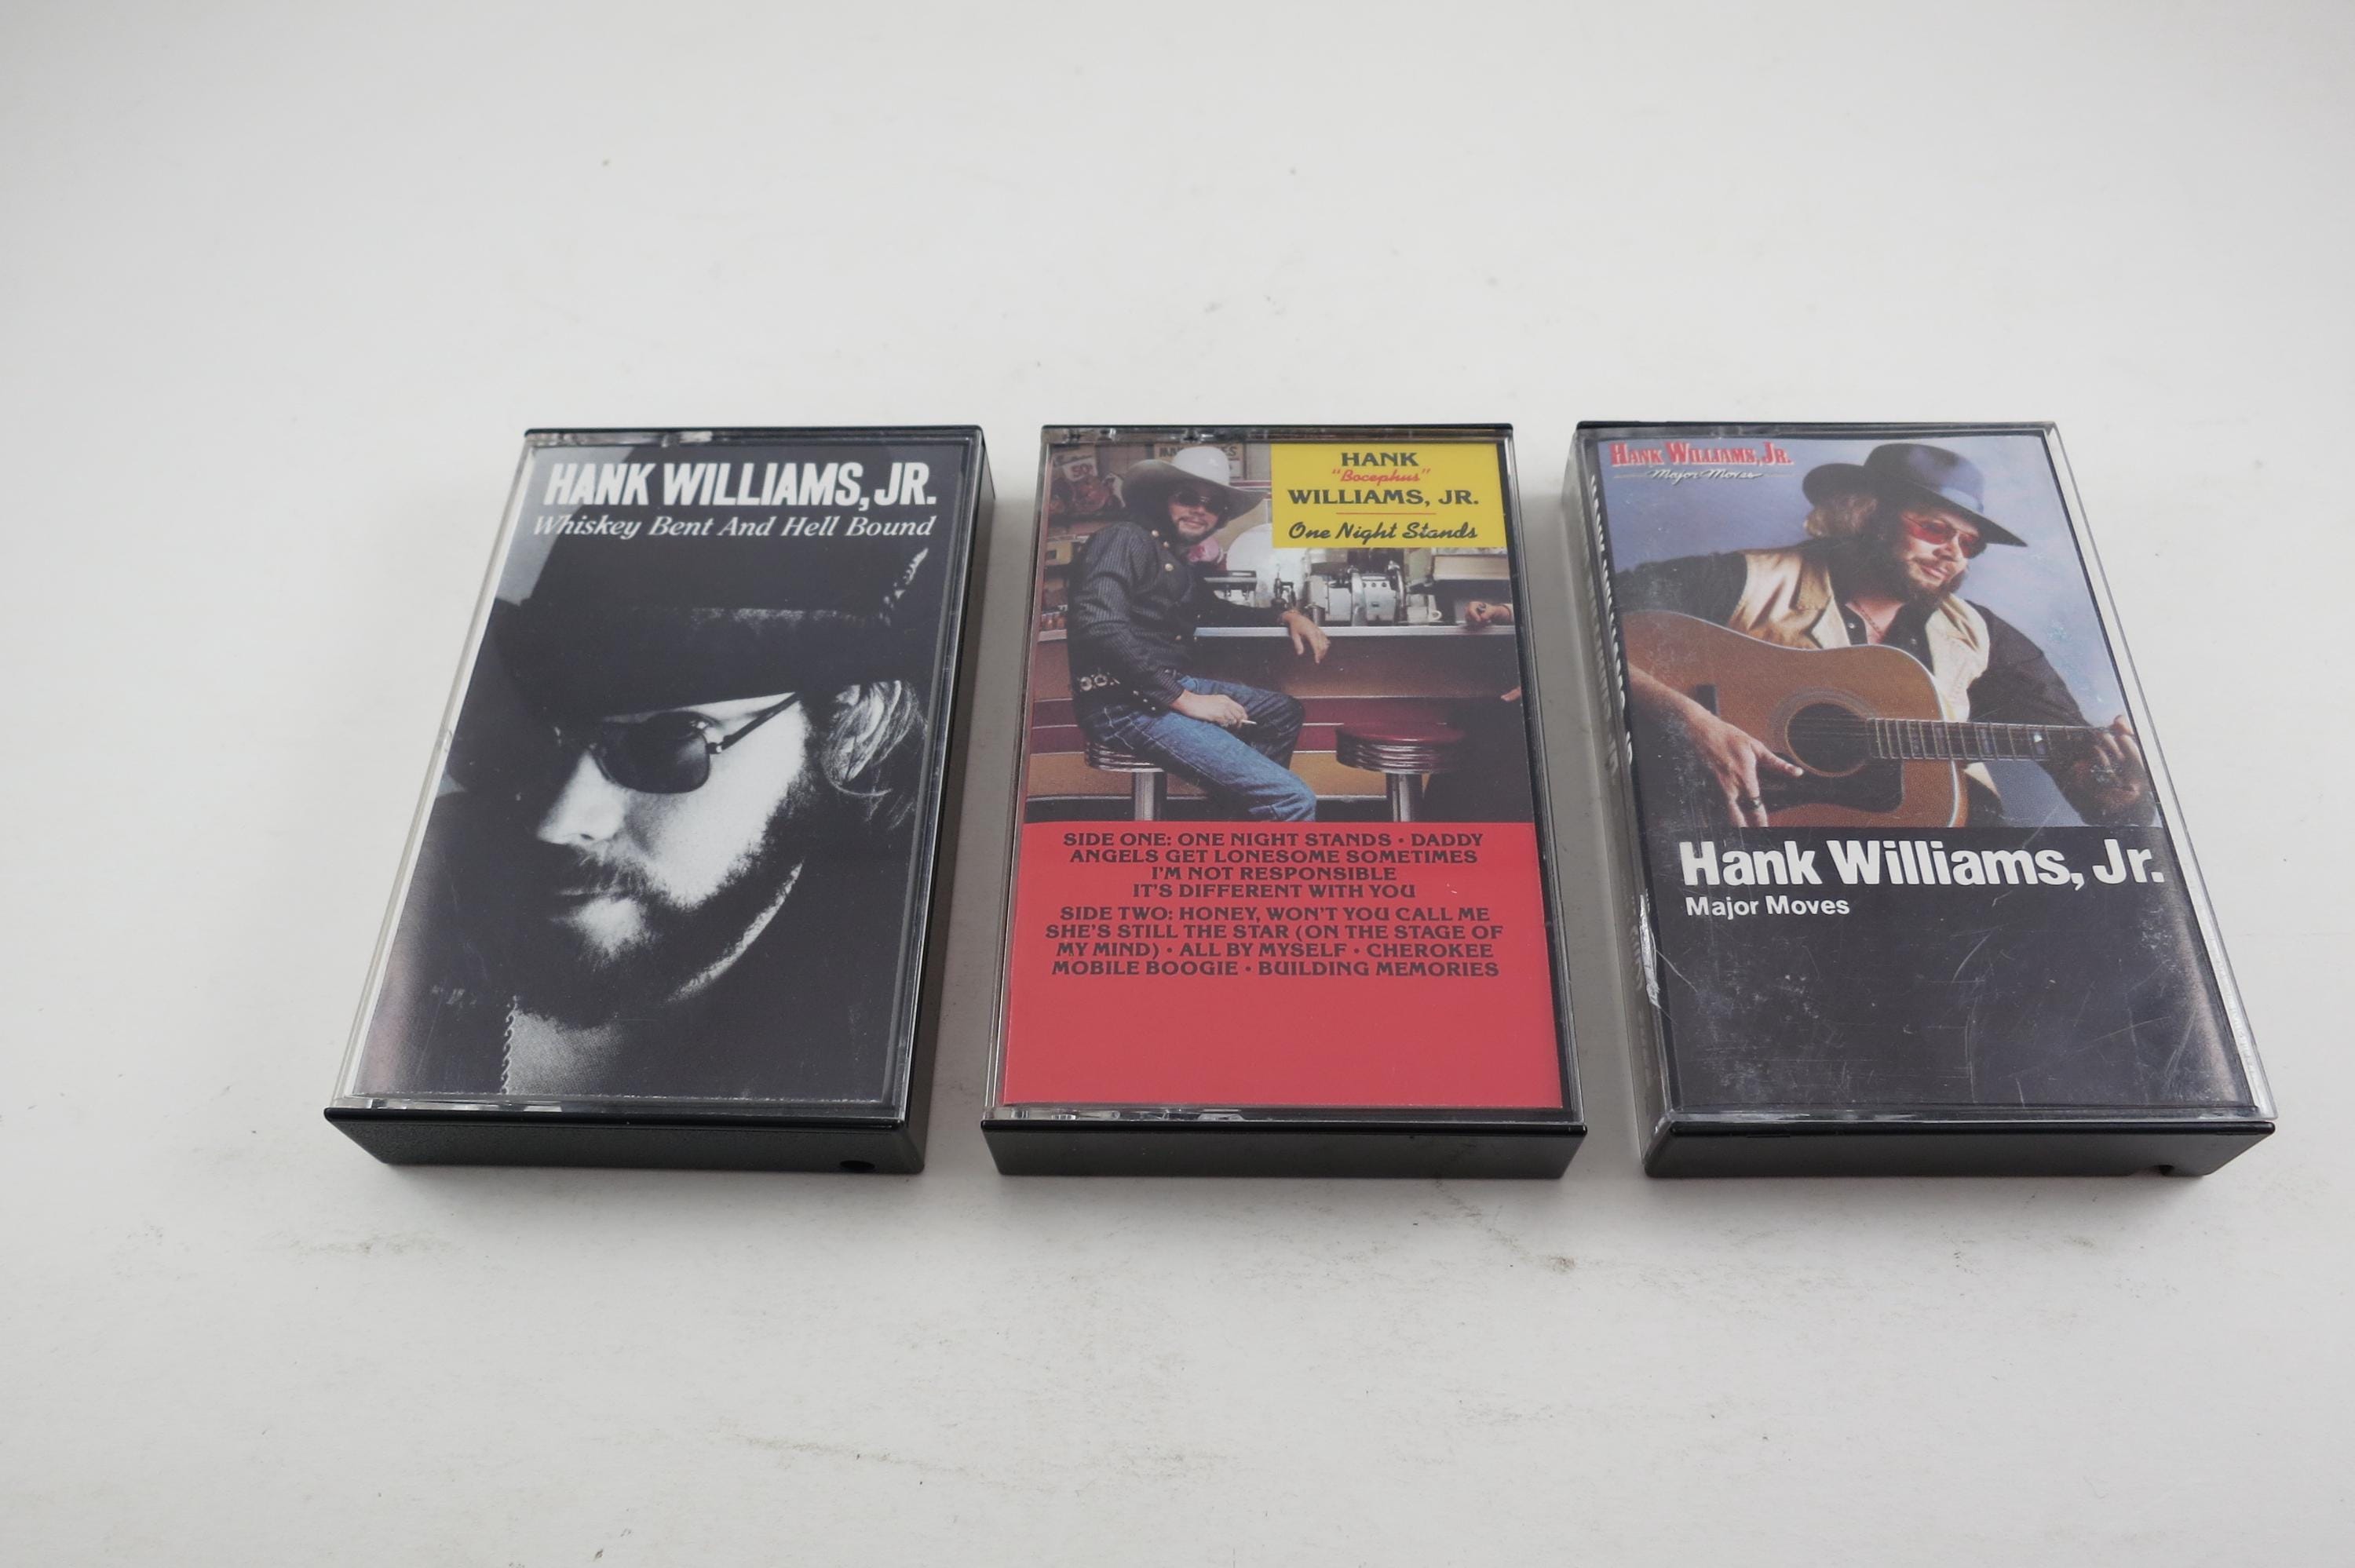 HANK WILLIAMS, JR.
Whiskey Bent And Hell Bound
HANK
"Bocephus"
WILLIAMS, JR.
One Night Stands
50¢
SIDE ONE: ONE NIGHT STANDS • DADDY
ANGELS GET LONESOME SOMETIMES
I'M NOT RESPONSIBLE
IT'S DIFFERENT WITH YOU
SIDE TWO: HONEY, WON'T YOU CALL ME
SHE'S STILL THE STAR (ON THE STAGE OF
MY MIND) • ALL BY MYSELF • CHEROKEE
MOBILE BOOGIE • BUILDING MEMORIES
HANK WILLIAMS, JR.
Major Moves
Hank Williams, Jr.
Major Moves